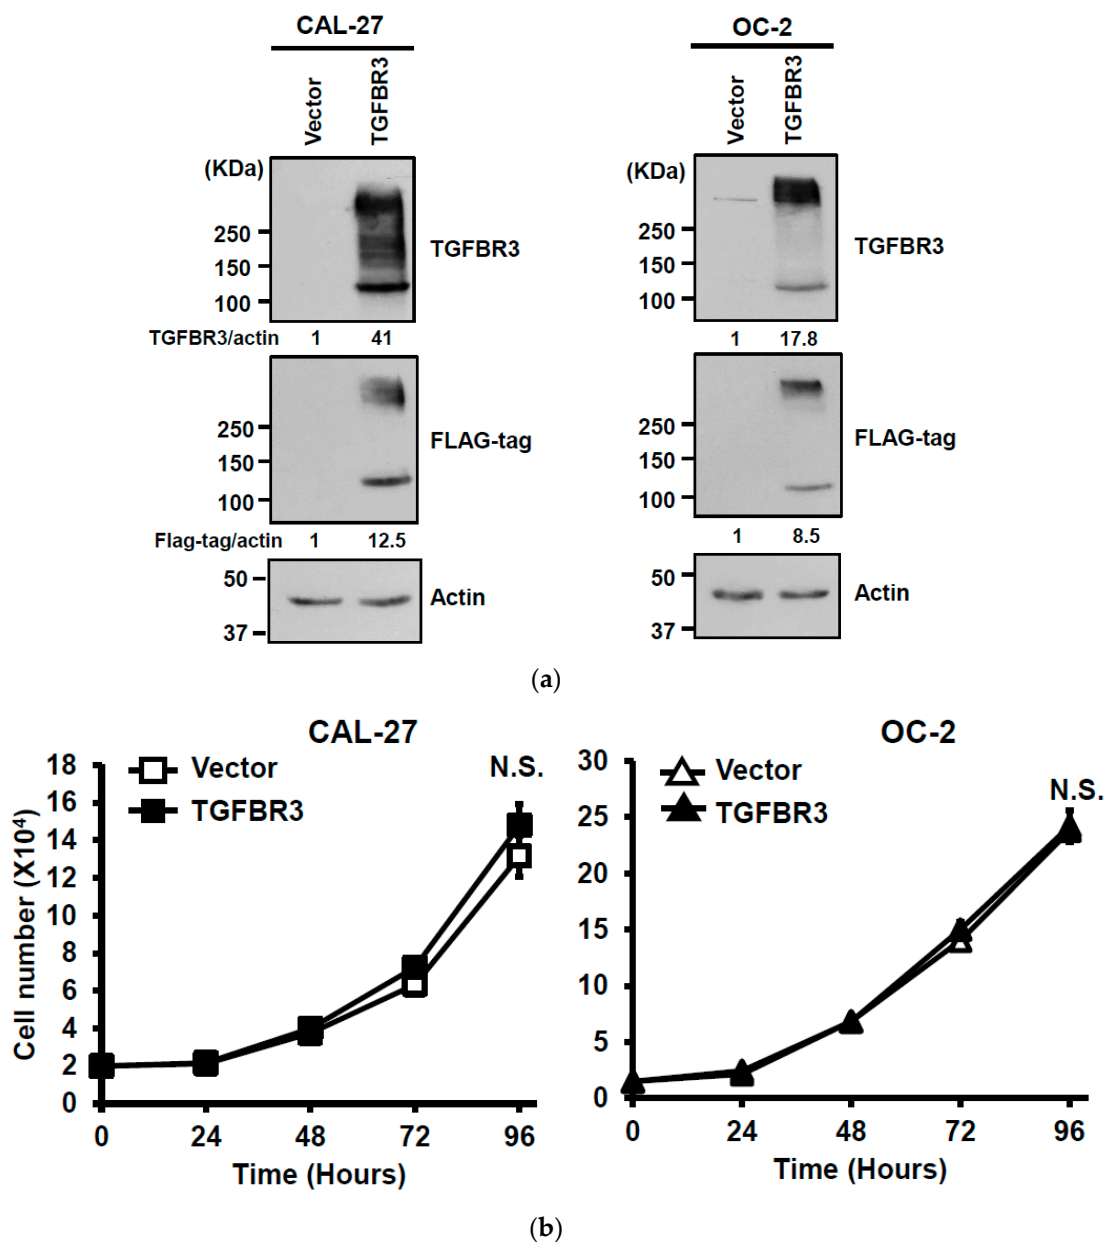 CAL-27
Vector
TGFBR3
(KDa)
250
150
100
TGFBR3
TGFBR3/actin 1 41
250
150
100
FLAG-tag
Flag-tag/actin 1 12.5
50
37
Actin
OC-2
Vector
TGFBR3
(KDa)
250
150
100
TGFBR3
1 17.8
250
150
100
FLAG-tag
1 8.5
50
37
Actin
(a)
CAL-27
Vector
TGFBR3
N.S.
Cell number (X10⁴)
18
16
14
12
10
8
6
4
2
0
0 24 48 72 96
Time (Hours)
OC-2
Vector
TGFBR3
N.S.
30
25
20
15
10
5
0
0 24 48 72 96
Time (Hours)
(b)